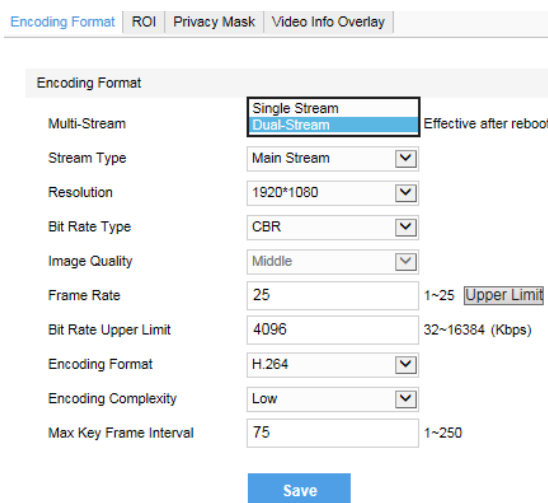 Encoding Format ROI Privacy Mask Video Info Overlay
Encoding Format
Single Stream
Multi-Stream Dual-Stream Effective after reboot
Stream Type Main Stream
Resolution 1920*1080
Bit Rate Type CBR
Image Quality Middle
Frame Rate 25 1~25 Upper Limit
Bit Rate Upper Limit 4096 32~16384 (Kbps)
Encoding Format H.264
Encoding Complexity Low
Max Key Frame Interval 75 1~250
Save